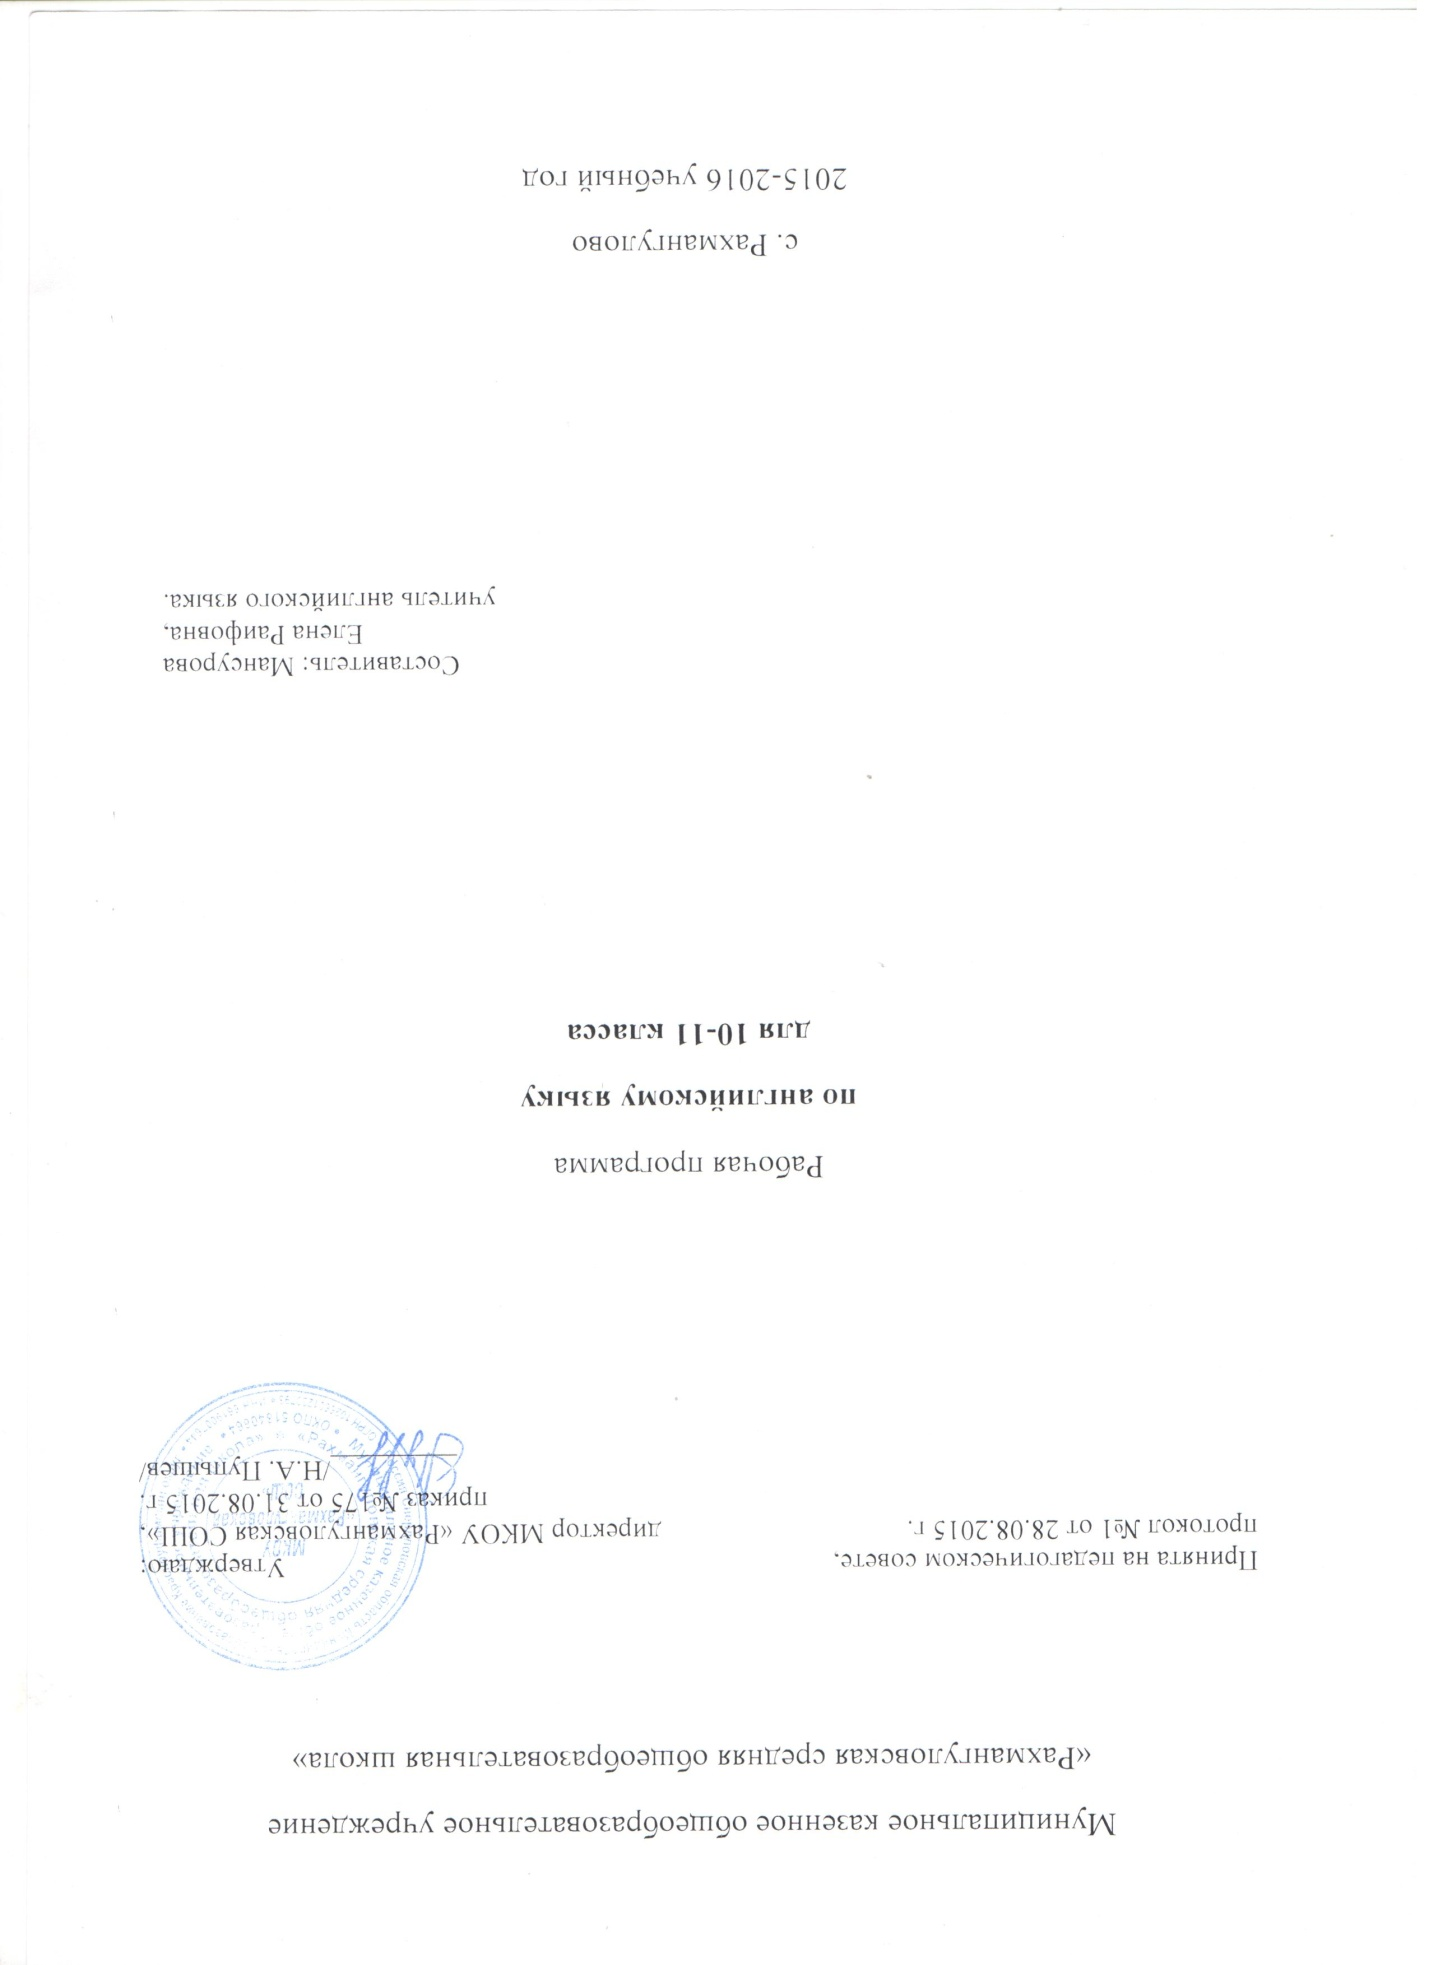 Муниципальное казенное общеобразовательное учреждение
«Рахмангуловская средняя общеобразовательная школа»
Принята на педагогическом совете,
протокол №1 от 28.08.2015 г.
Утверждаю:
директор МКОУ «Рахмангуловская СОШ»,
приказ №175 от 31.08.2015 г.
/Н.А. Пупышев/
МКОУ
Рабочая программа
по английскому языку
для 10-11 класса
Составитель: Мансурова
Елена Раифовна,
учитель английского языка.
с. Рахмангулово
2015-2016 учебный год